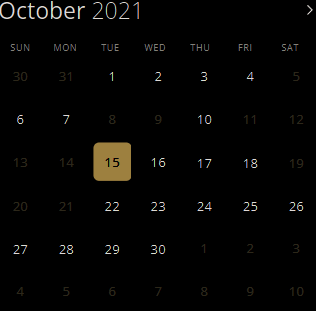 October 2021
SUN MON TUE WED THU FRI SAT
30 31 1 2 3 4 5
6 7 8 9 10 11 12
13 14 15 16 17 18 19
20 21 22 23 24 25 26
27 28 29 30 1 2 3
4 5 6 7 8 9 10